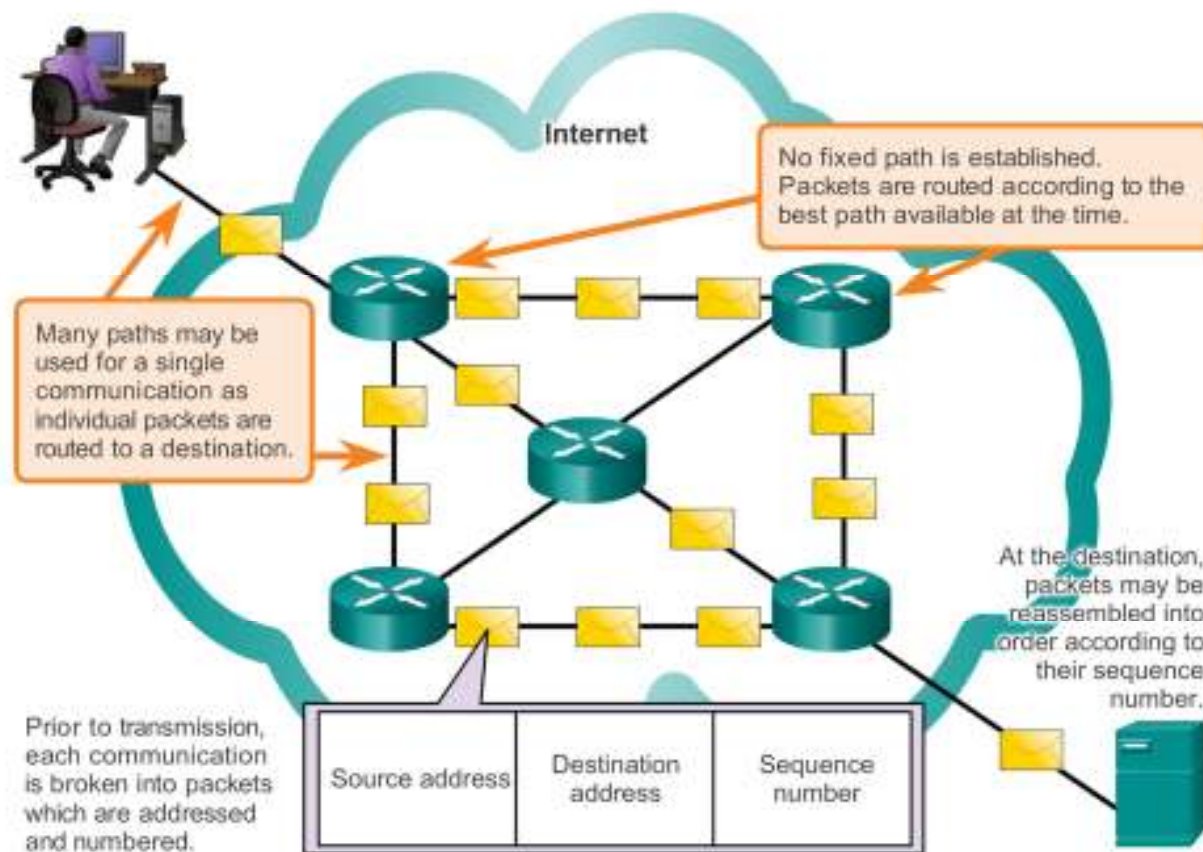 Internet
No fixed path is established.
Packets are routed according to the
best path available at the time.
Many paths may be
used for a single
communication as
individual packets are
routed to a destination.
At the destination,
packets may be
reassembled into
order according to
their sequence
number.
Prior to transmission,
each communication
is broken into packets
which are addressed
and numbered.
Source address
Destination
address
Sequence
number